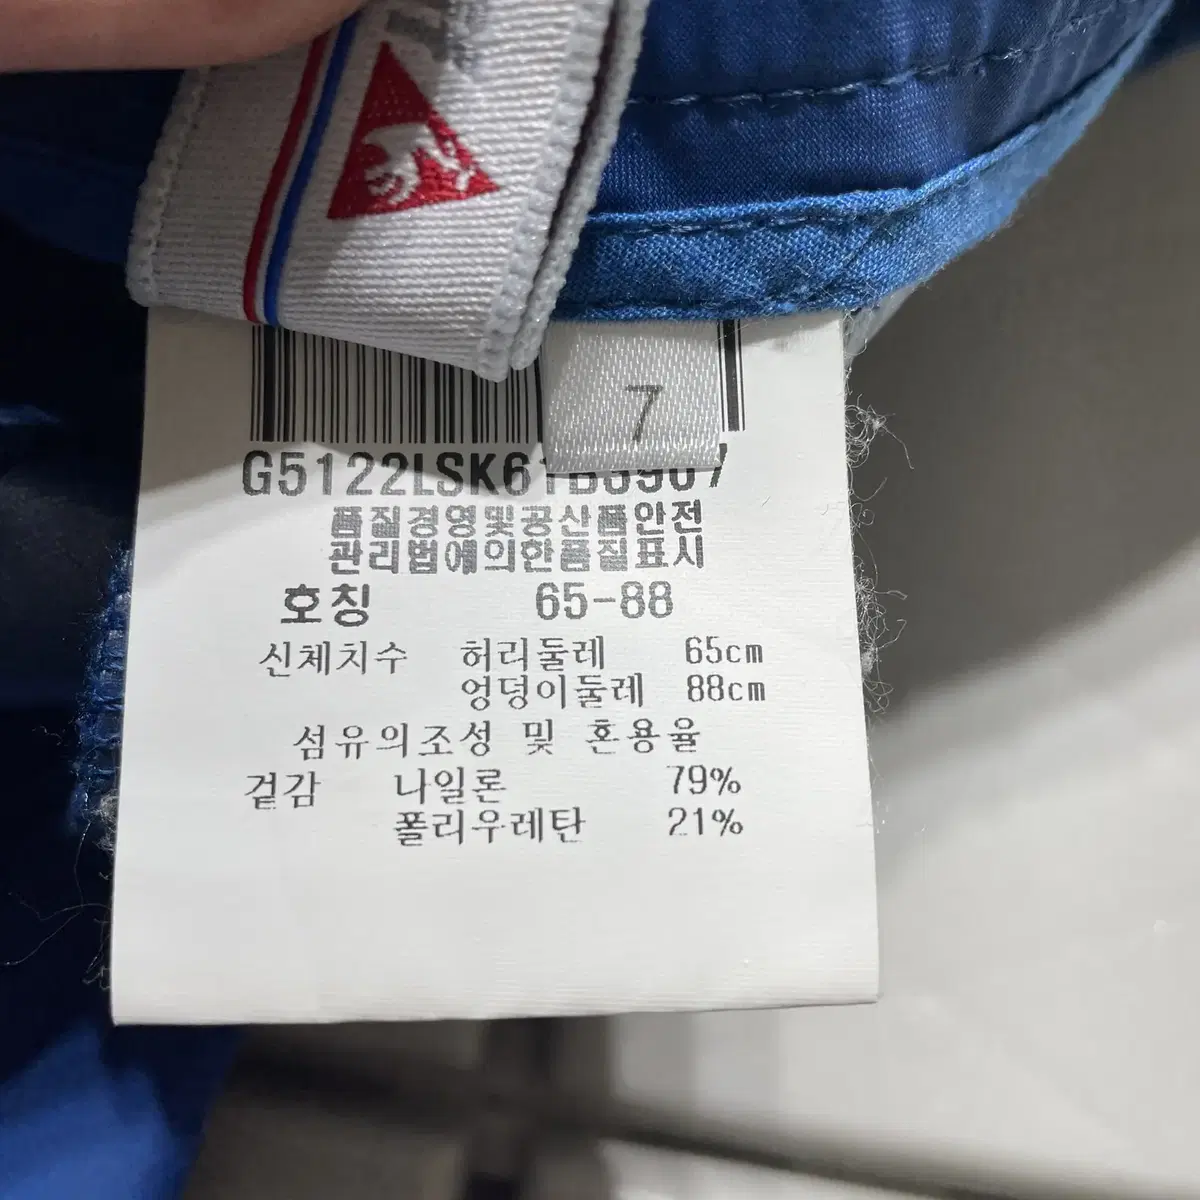 7
G5122LSK61B3907
품질경영및공산품안전
관리법에의한품질표시
호칭 65-88
신체치수 허리둘레 65cm
엉덩이둘레 88cm
섬유의조성 및 혼용율
겉감 나일론 79%
폴리우레탄 21%